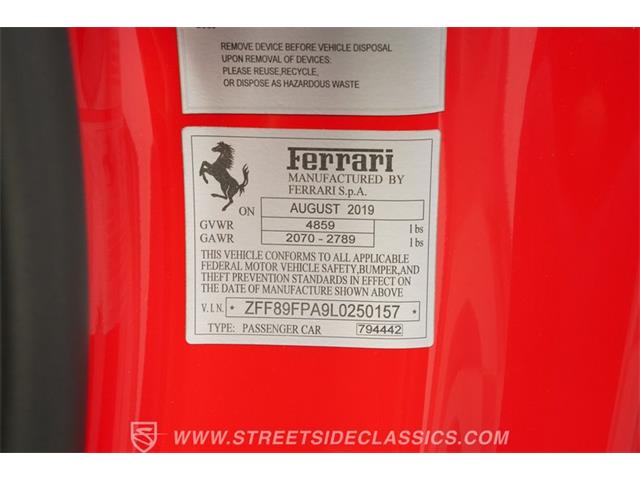 REMOVE DEVICE BEFORE VEHICLE DISPOSAL
UPON REMOVAL OF DEVICES:
PLEASE REUSE,RECYCLE,
OR DISPOSE AS HAZARDOUS WASTE
Ferrari
MANUFACTURED BY
FERRARI S.p.A.
ON AUGUST 2019
GVWR 4859 lbs
GAWR 2070 - 2789 lbs
THIS VEHICLE CONFORMS TO ALL APPLICABLE
FEDERAL MOTOR VEHICLE SAFETY,BUMPER,AND
THEFT PREVENTION STANDARDS IN EFFECT ON
THE DATE OF MANUFACTURE SHOWN ABOVE
V.I.N. * ZFF89FPA9L0250157 *
TYPE: PASSENGER CAR 794442
WWW.STREETSIDECLASSICS.COM